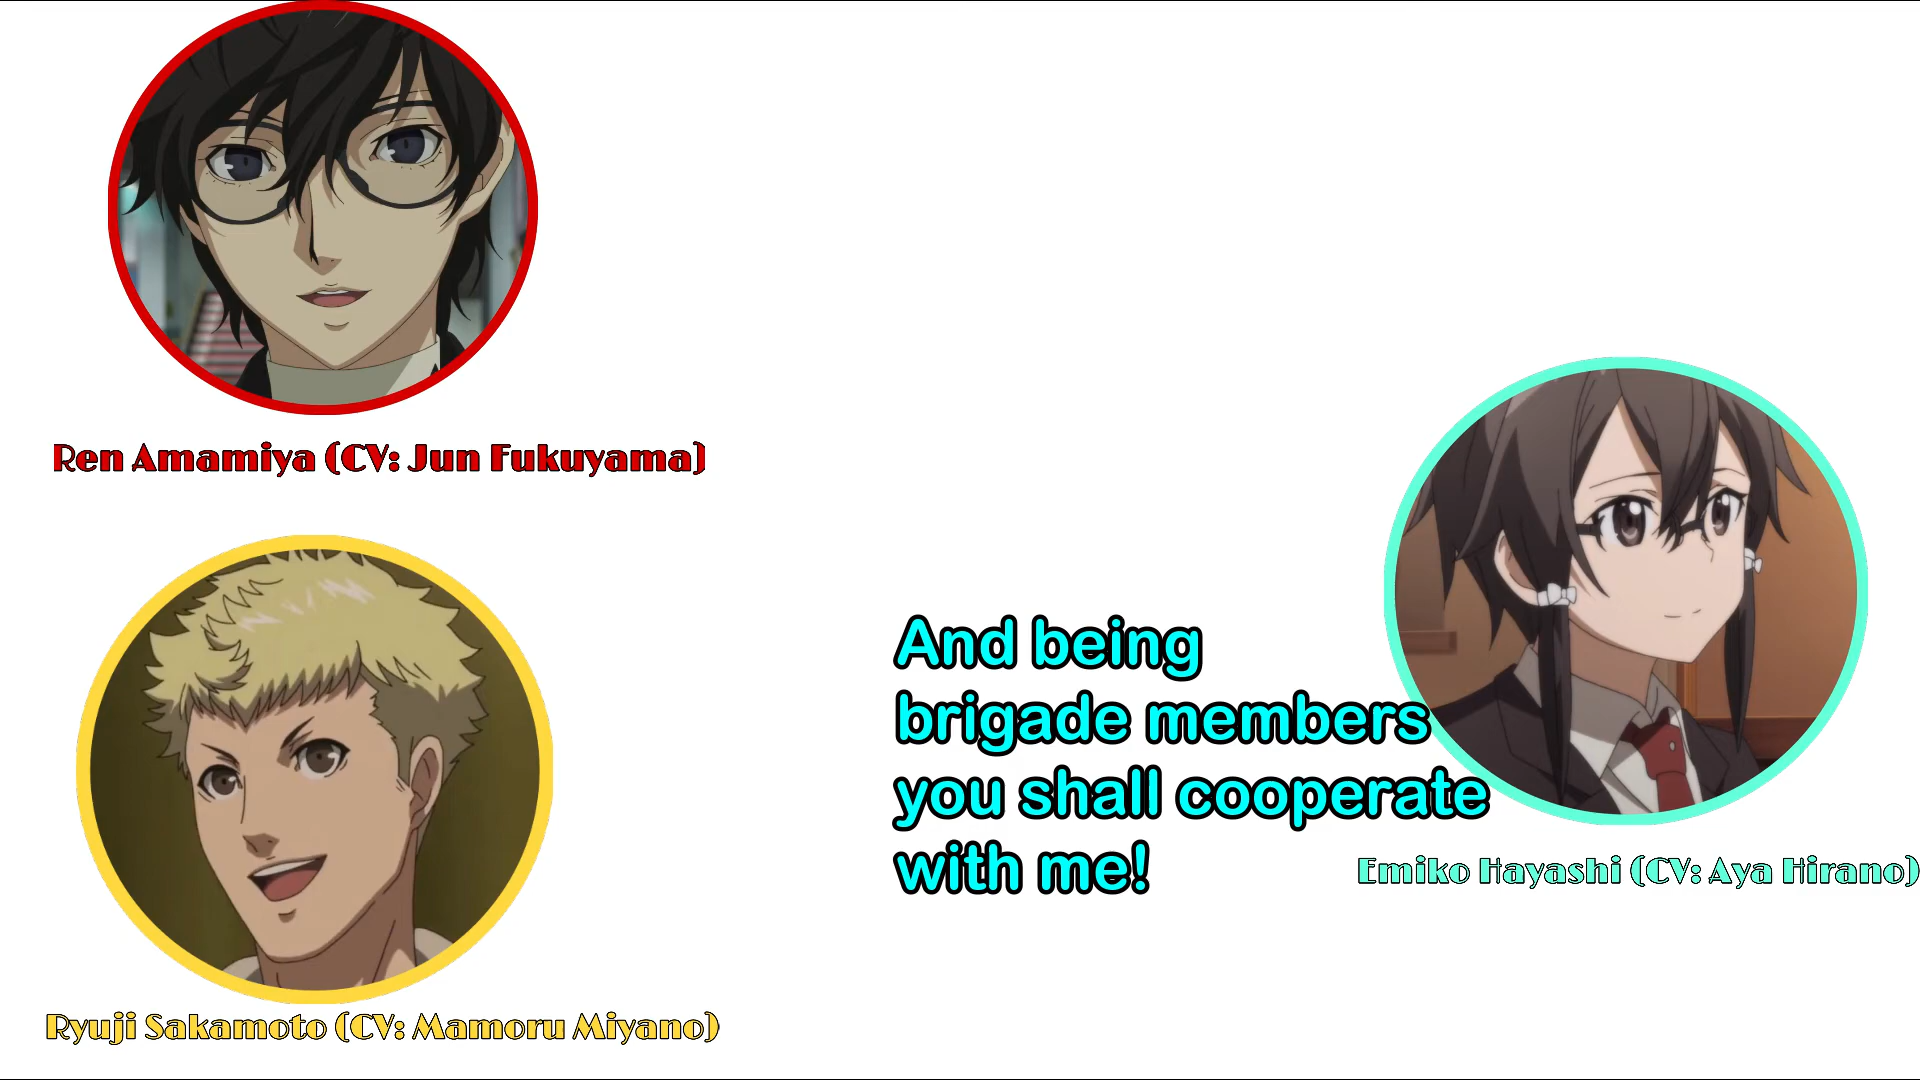 Ren Amamiya (CV: Jun Fukuyama)
And being
brigade members
you shall cooperate
with me!
Emiko Hayashi (CV: Aya Hirano)
Ryuji Sakamoto (CV: Mamoru Miyano)